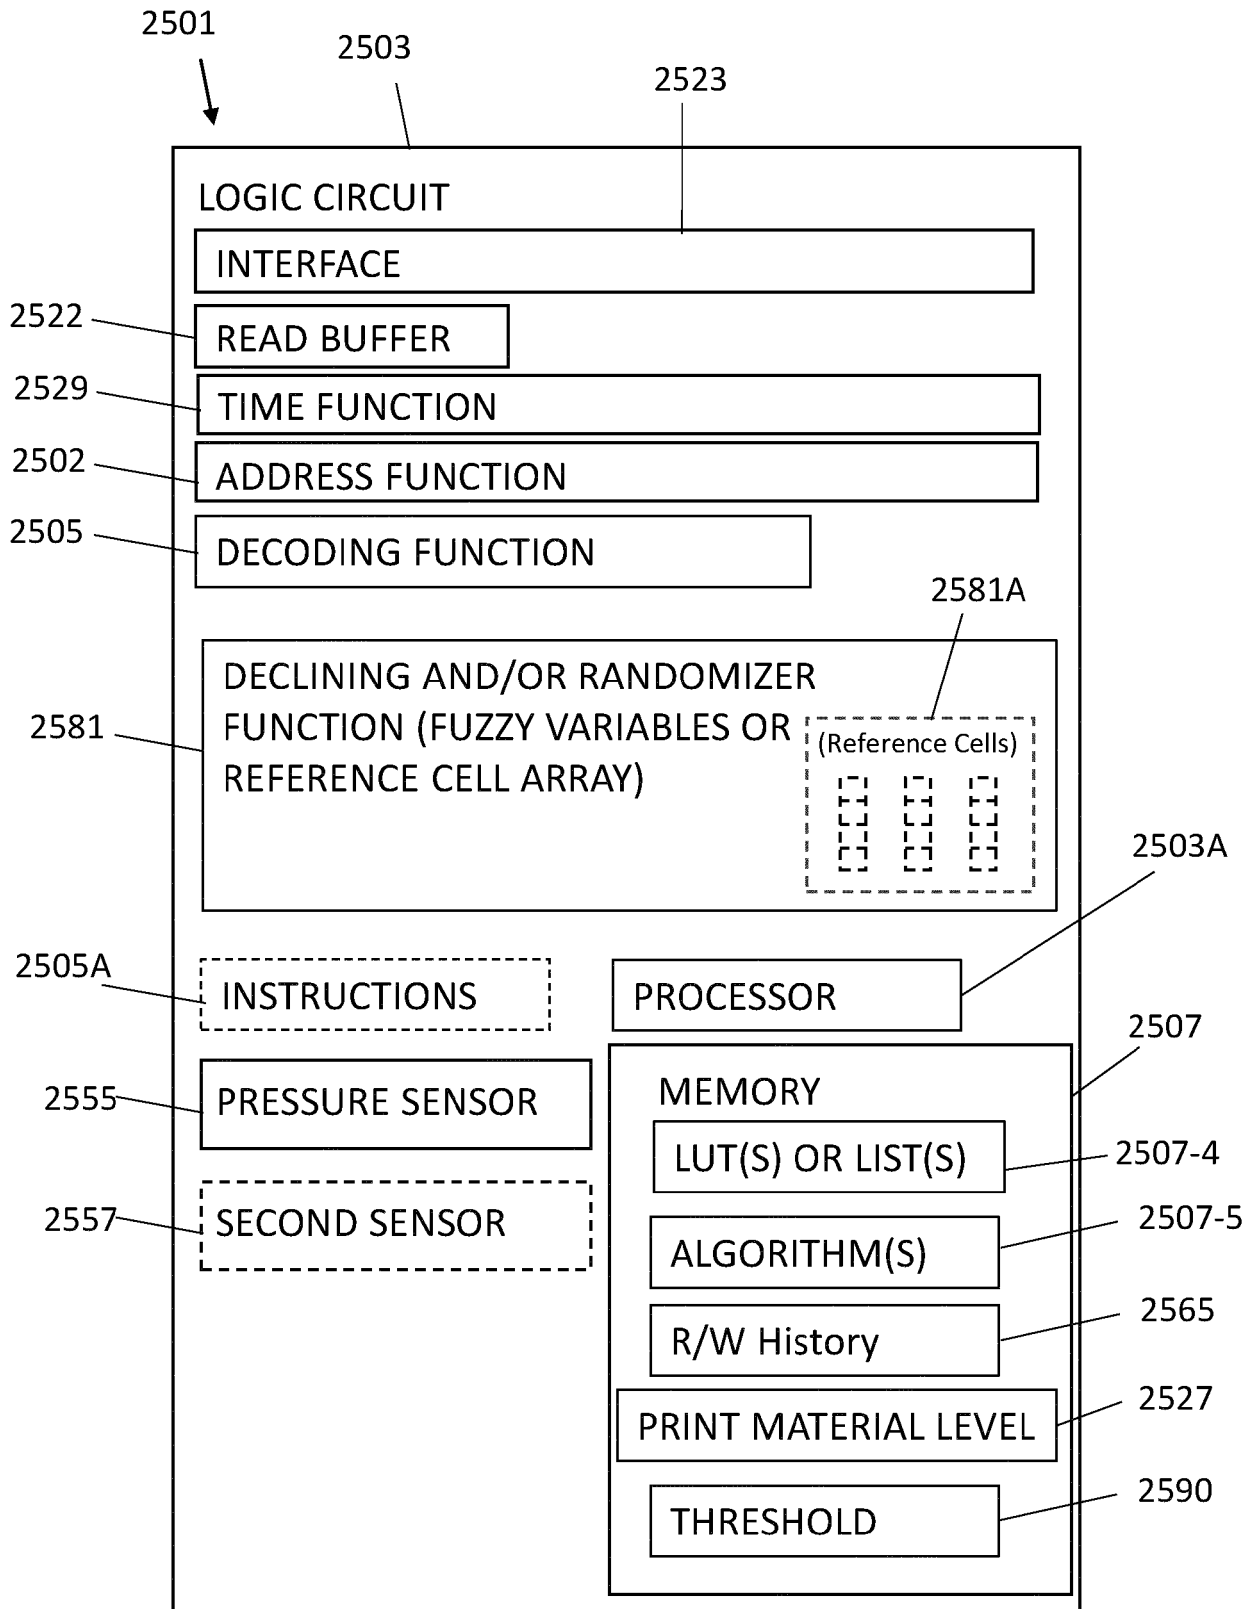 2501
2503
2523
LOGIC CIRCUIT
INTERFACE
2522
READ BUFFER
2529
TIME FUNCTION
2502
ADDRESS FUNCTION
2505
DECODING FUNCTION
2581A
DECLINING AND/OR RANDOMIZER
FUNCTION (FUZZY VARIABLES OR
REFERENCE CELL ARRAY)
2581
(Reference Cells)
2503A
2505A
INSTRUCTIONS
PROCESSOR
2507
2555
PRESSURE SENSOR
MEMORY
LUT(S) OR LIST(S)
2507-4
2557
SECOND SENSOR
2507-5
ALGORITHM(S)
2565
R/W History
2527
PRINT MATERIAL LEVEL
2590
THRESHOLD